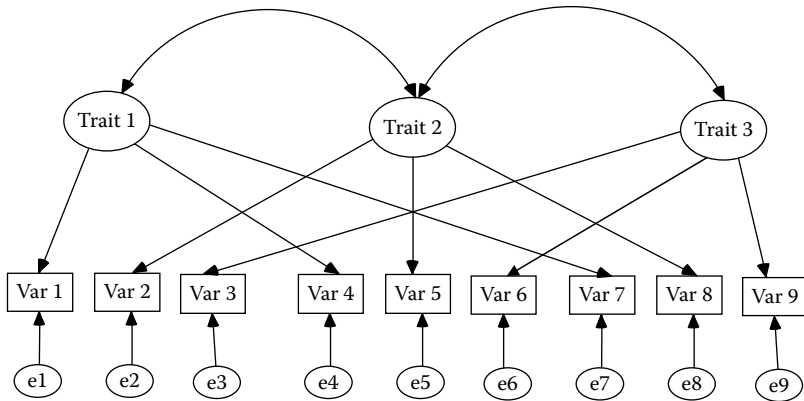 Trait 1
Trait 2
Trait 3
Var 1
Var 2
Var 3
Var 4
Var 5
Var 6
Var 7
Var 8
Var 9
e1
e2
e3
e4
e5
e6
e7
e8
e9